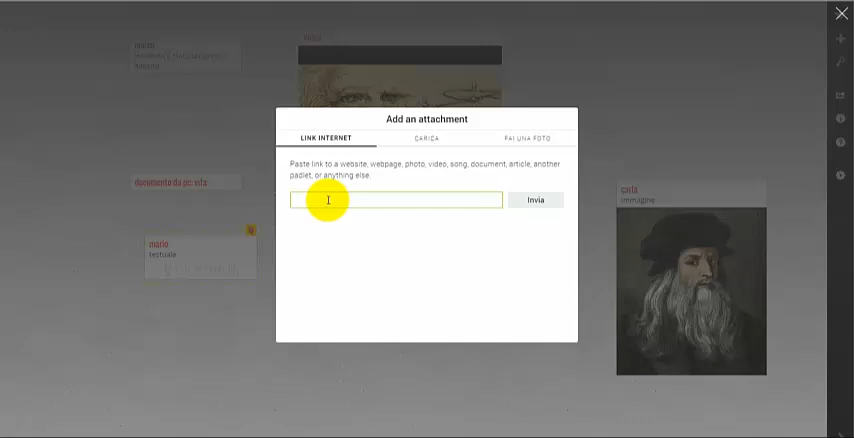 mario
Add an attachment
LINK INTERNET
CARICA
FAI UNA FOTO
Paste link to a website, webpage, photo, video, song, document, article, another
padlet, or anything else.
Invia
documento da pc: vita
carla
immagine
mario
testuale